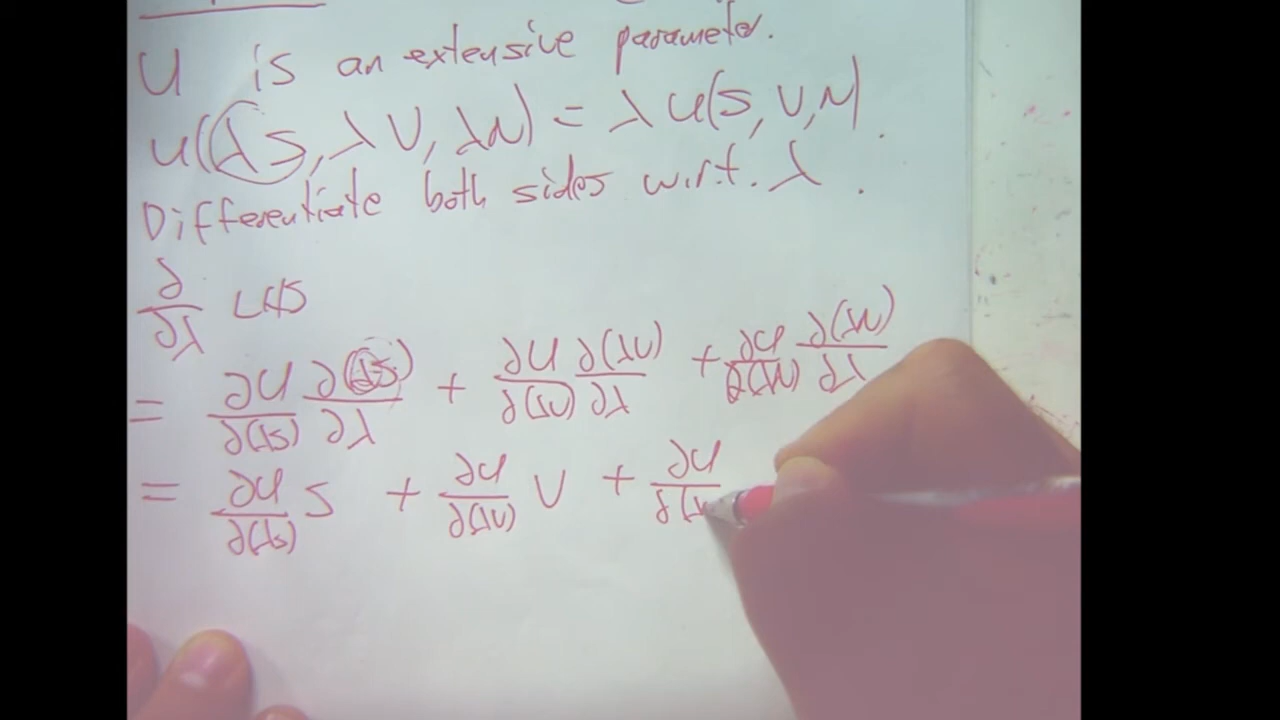 U is an extensive parameter.
U(λS, λV, λN) = λ U(S, V, N).
Differentiate both sides w.r.t. λ.
∂/∂λ LHS
= ∂U/∂(λS) ∂(λS)/∂λ + ∂U/∂(λV) ∂(λV)/∂λ + ∂U/∂(λN) ∂(λN)/∂λ
= ∂U/∂(λS) S + ∂U/∂(λV) V + ∂U/∂(λ